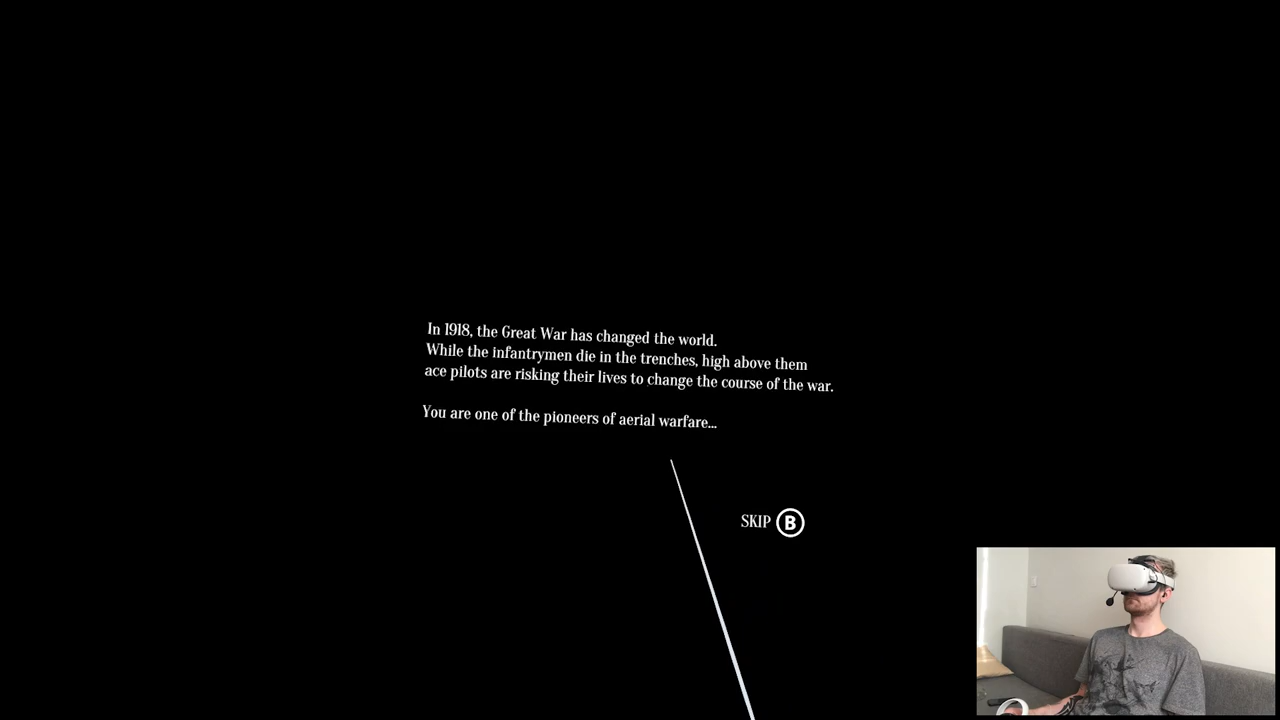 In 1918, the Great War has changed the world.
While the infantrymen die in the trenches, high above them
ace pilots are risking their lives to change the course of the war.
You are one of the pioneers of aerial warfare...
SKIP B